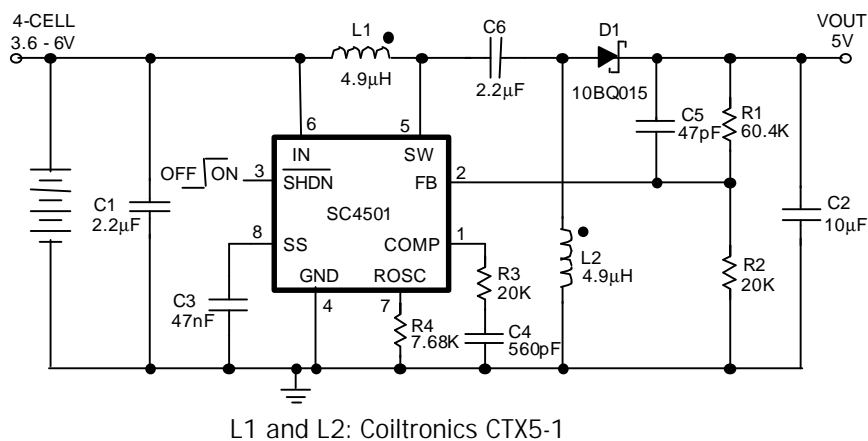 4-CELL
3.6 - 6V
L1
4.9µH
C6
2.2µF
D1
10BQ015
VOUT
5V
C5
47pF
R1
60.4K
6
5
IN
SW
OFF ON
3
SHDN
FB
2
SC4501
C1
2.2µF
8
SS
COMP
1
C2
10µF
GND
ROSC
L2
4.9µH
R3
20K
R2
20K
C3
47nF
4
7
R4
7.68K
C4
560pF
L1 and L2: Coiltronics CTX5-1